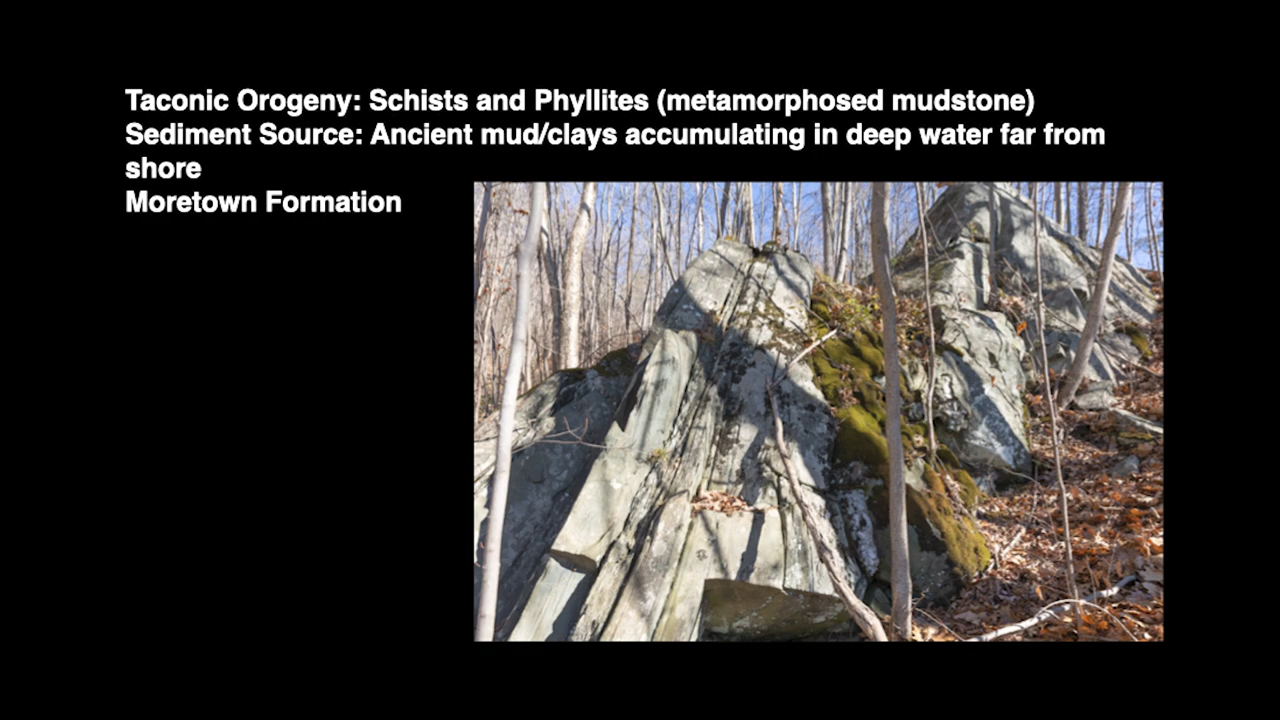 Taconic Orogeny: Schists and Phyllites (metamorphosed mudstone)
Sediment Source: Ancient mud/clays accumulating in deep water far from
shore
Moretown Formation